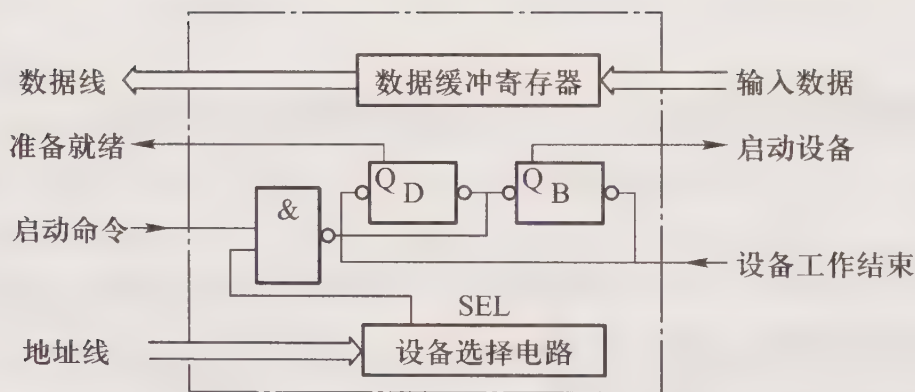 数据线
数据缓冲寄存器
输入数据
准备就绪
启动设备
Q
D
Q
B
&
启动命令
设备工作结束
SEL
地址线
设备选择电路